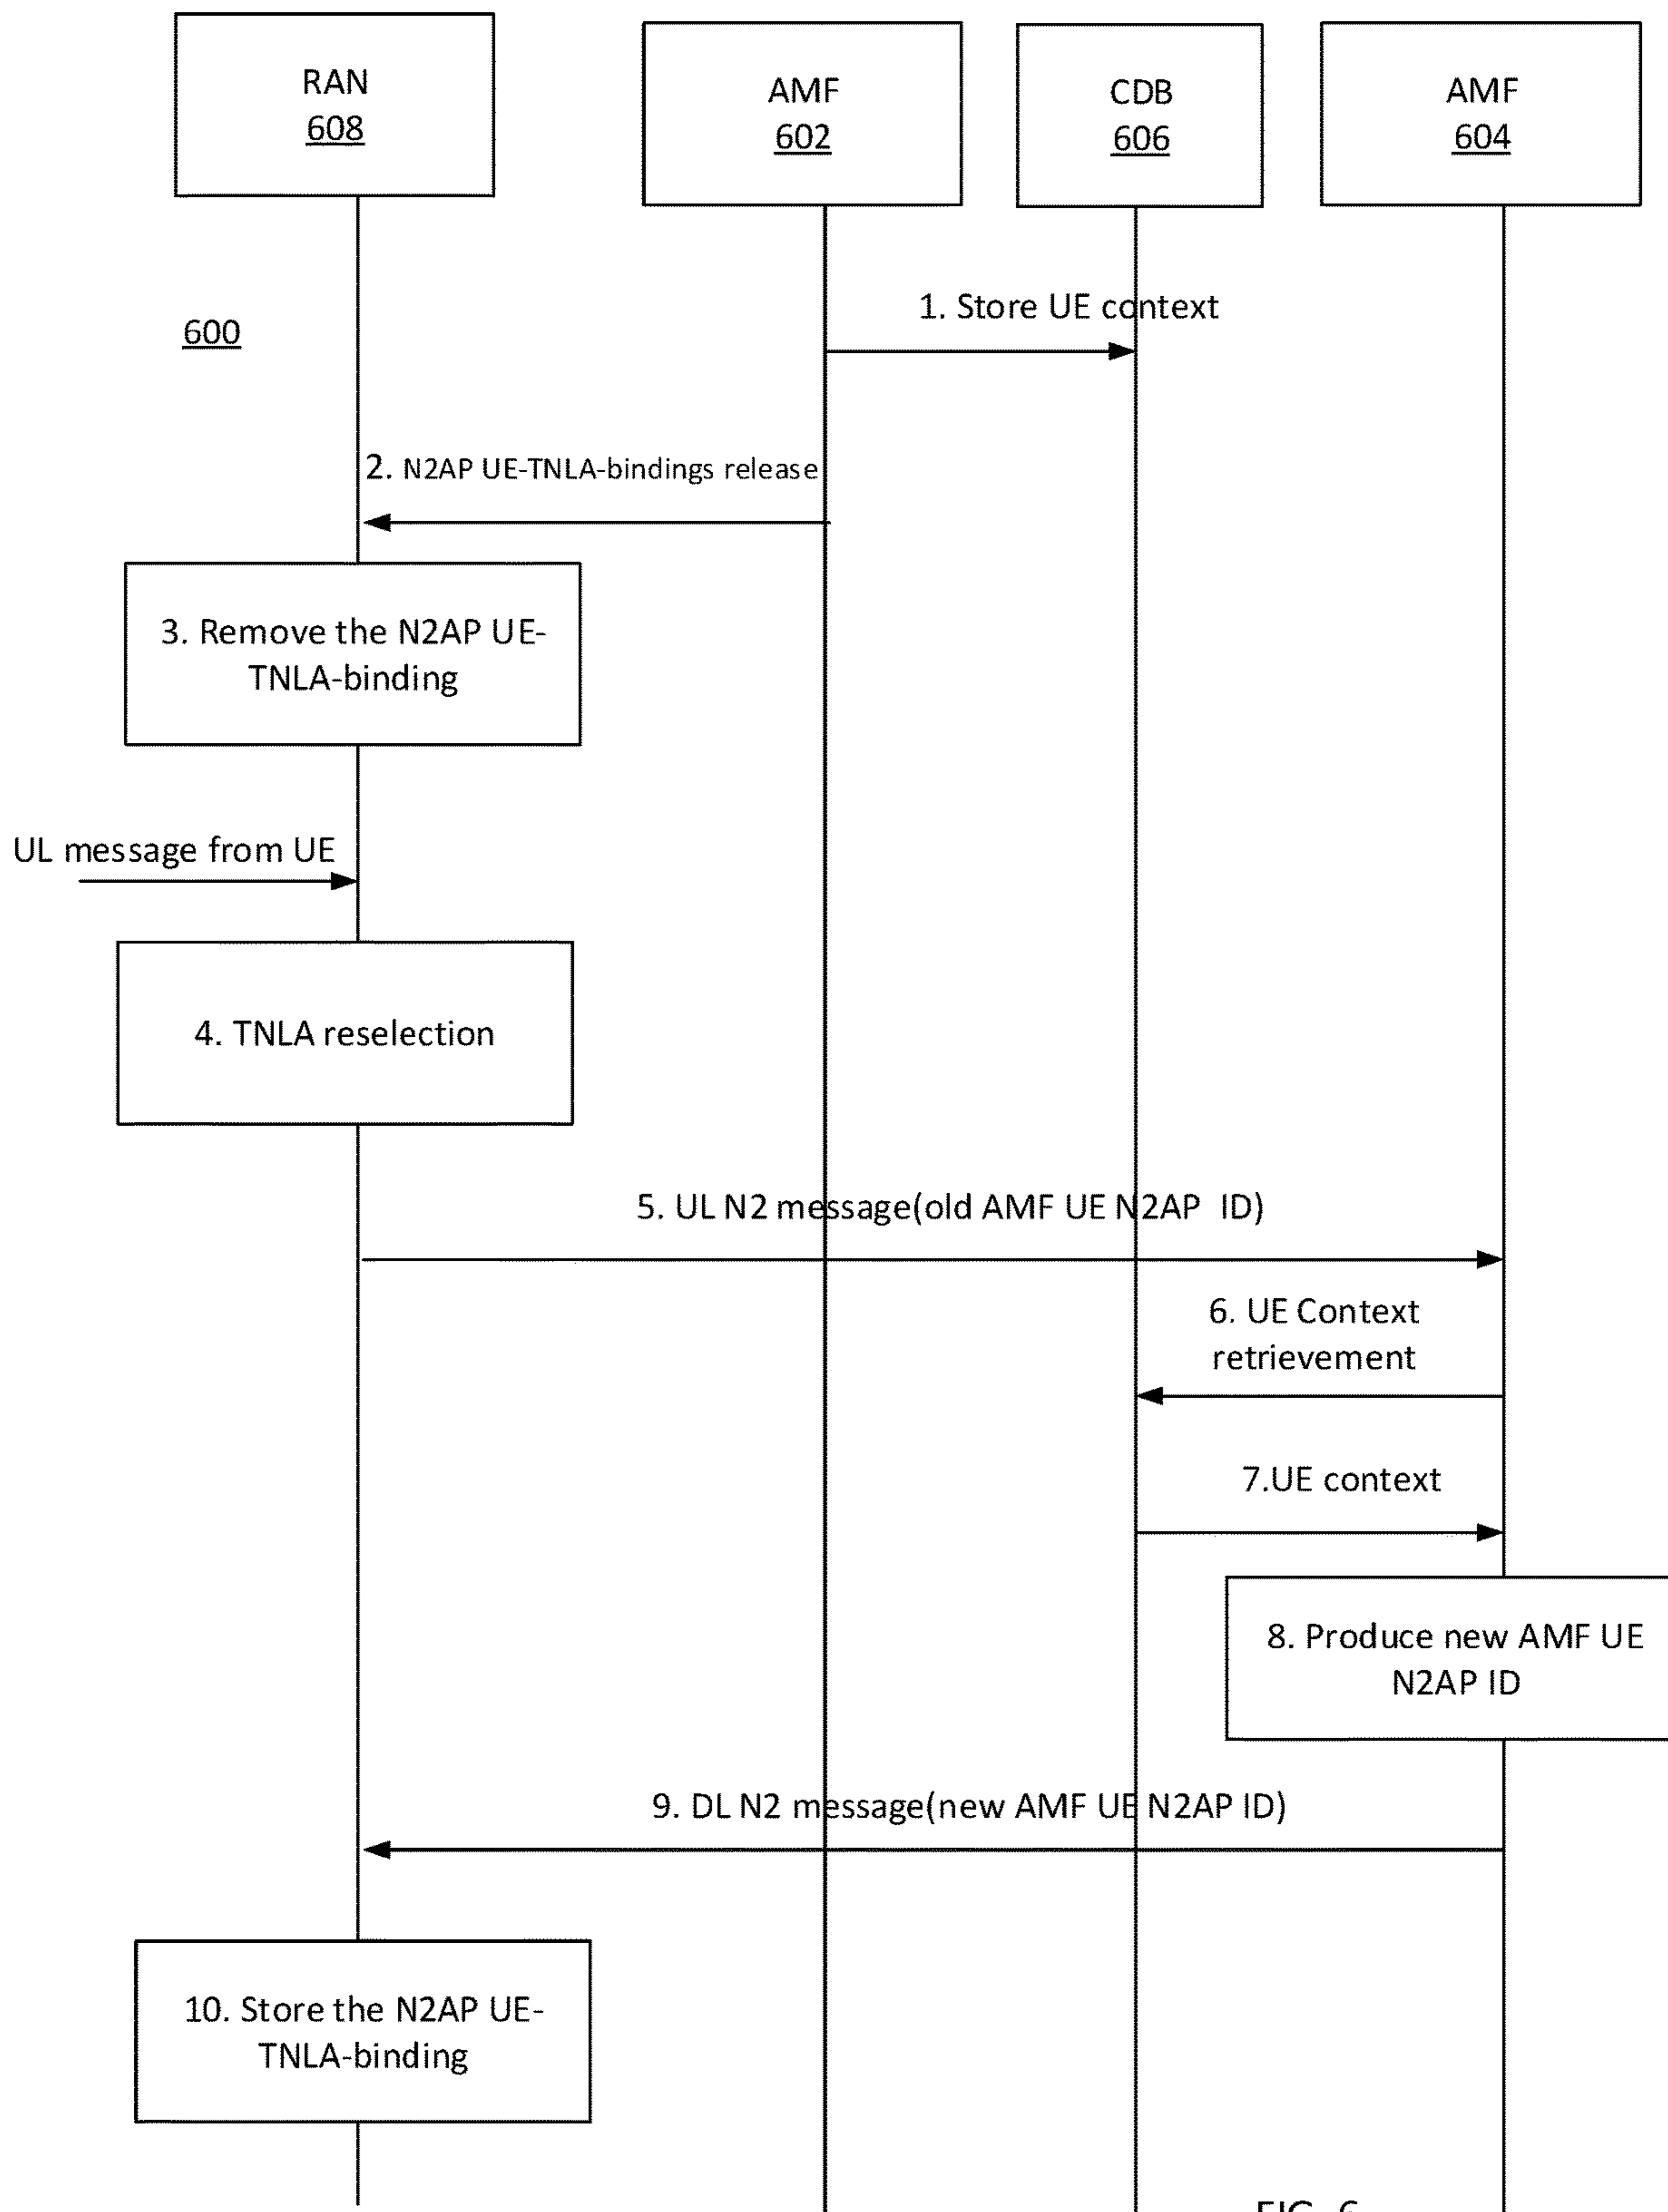 RAN
608
AMF
602
CDB
606
AMF
604
1. Store UE context
600
2. N2AP UE-TNLA-bindings release
3. Remove the N2AP UE-
TNLA-binding
UL message from UE
4. TNLA reselection
5. UL N2 message(old AMF UE N2AP ID)
6. UE Context
retrievement
7.UE context
8. Produce new AMF UE
N2AP ID
9. DL N2 message(new AMF UE N2AP ID)
10. Store the N2AP UE-
TNLA-binding